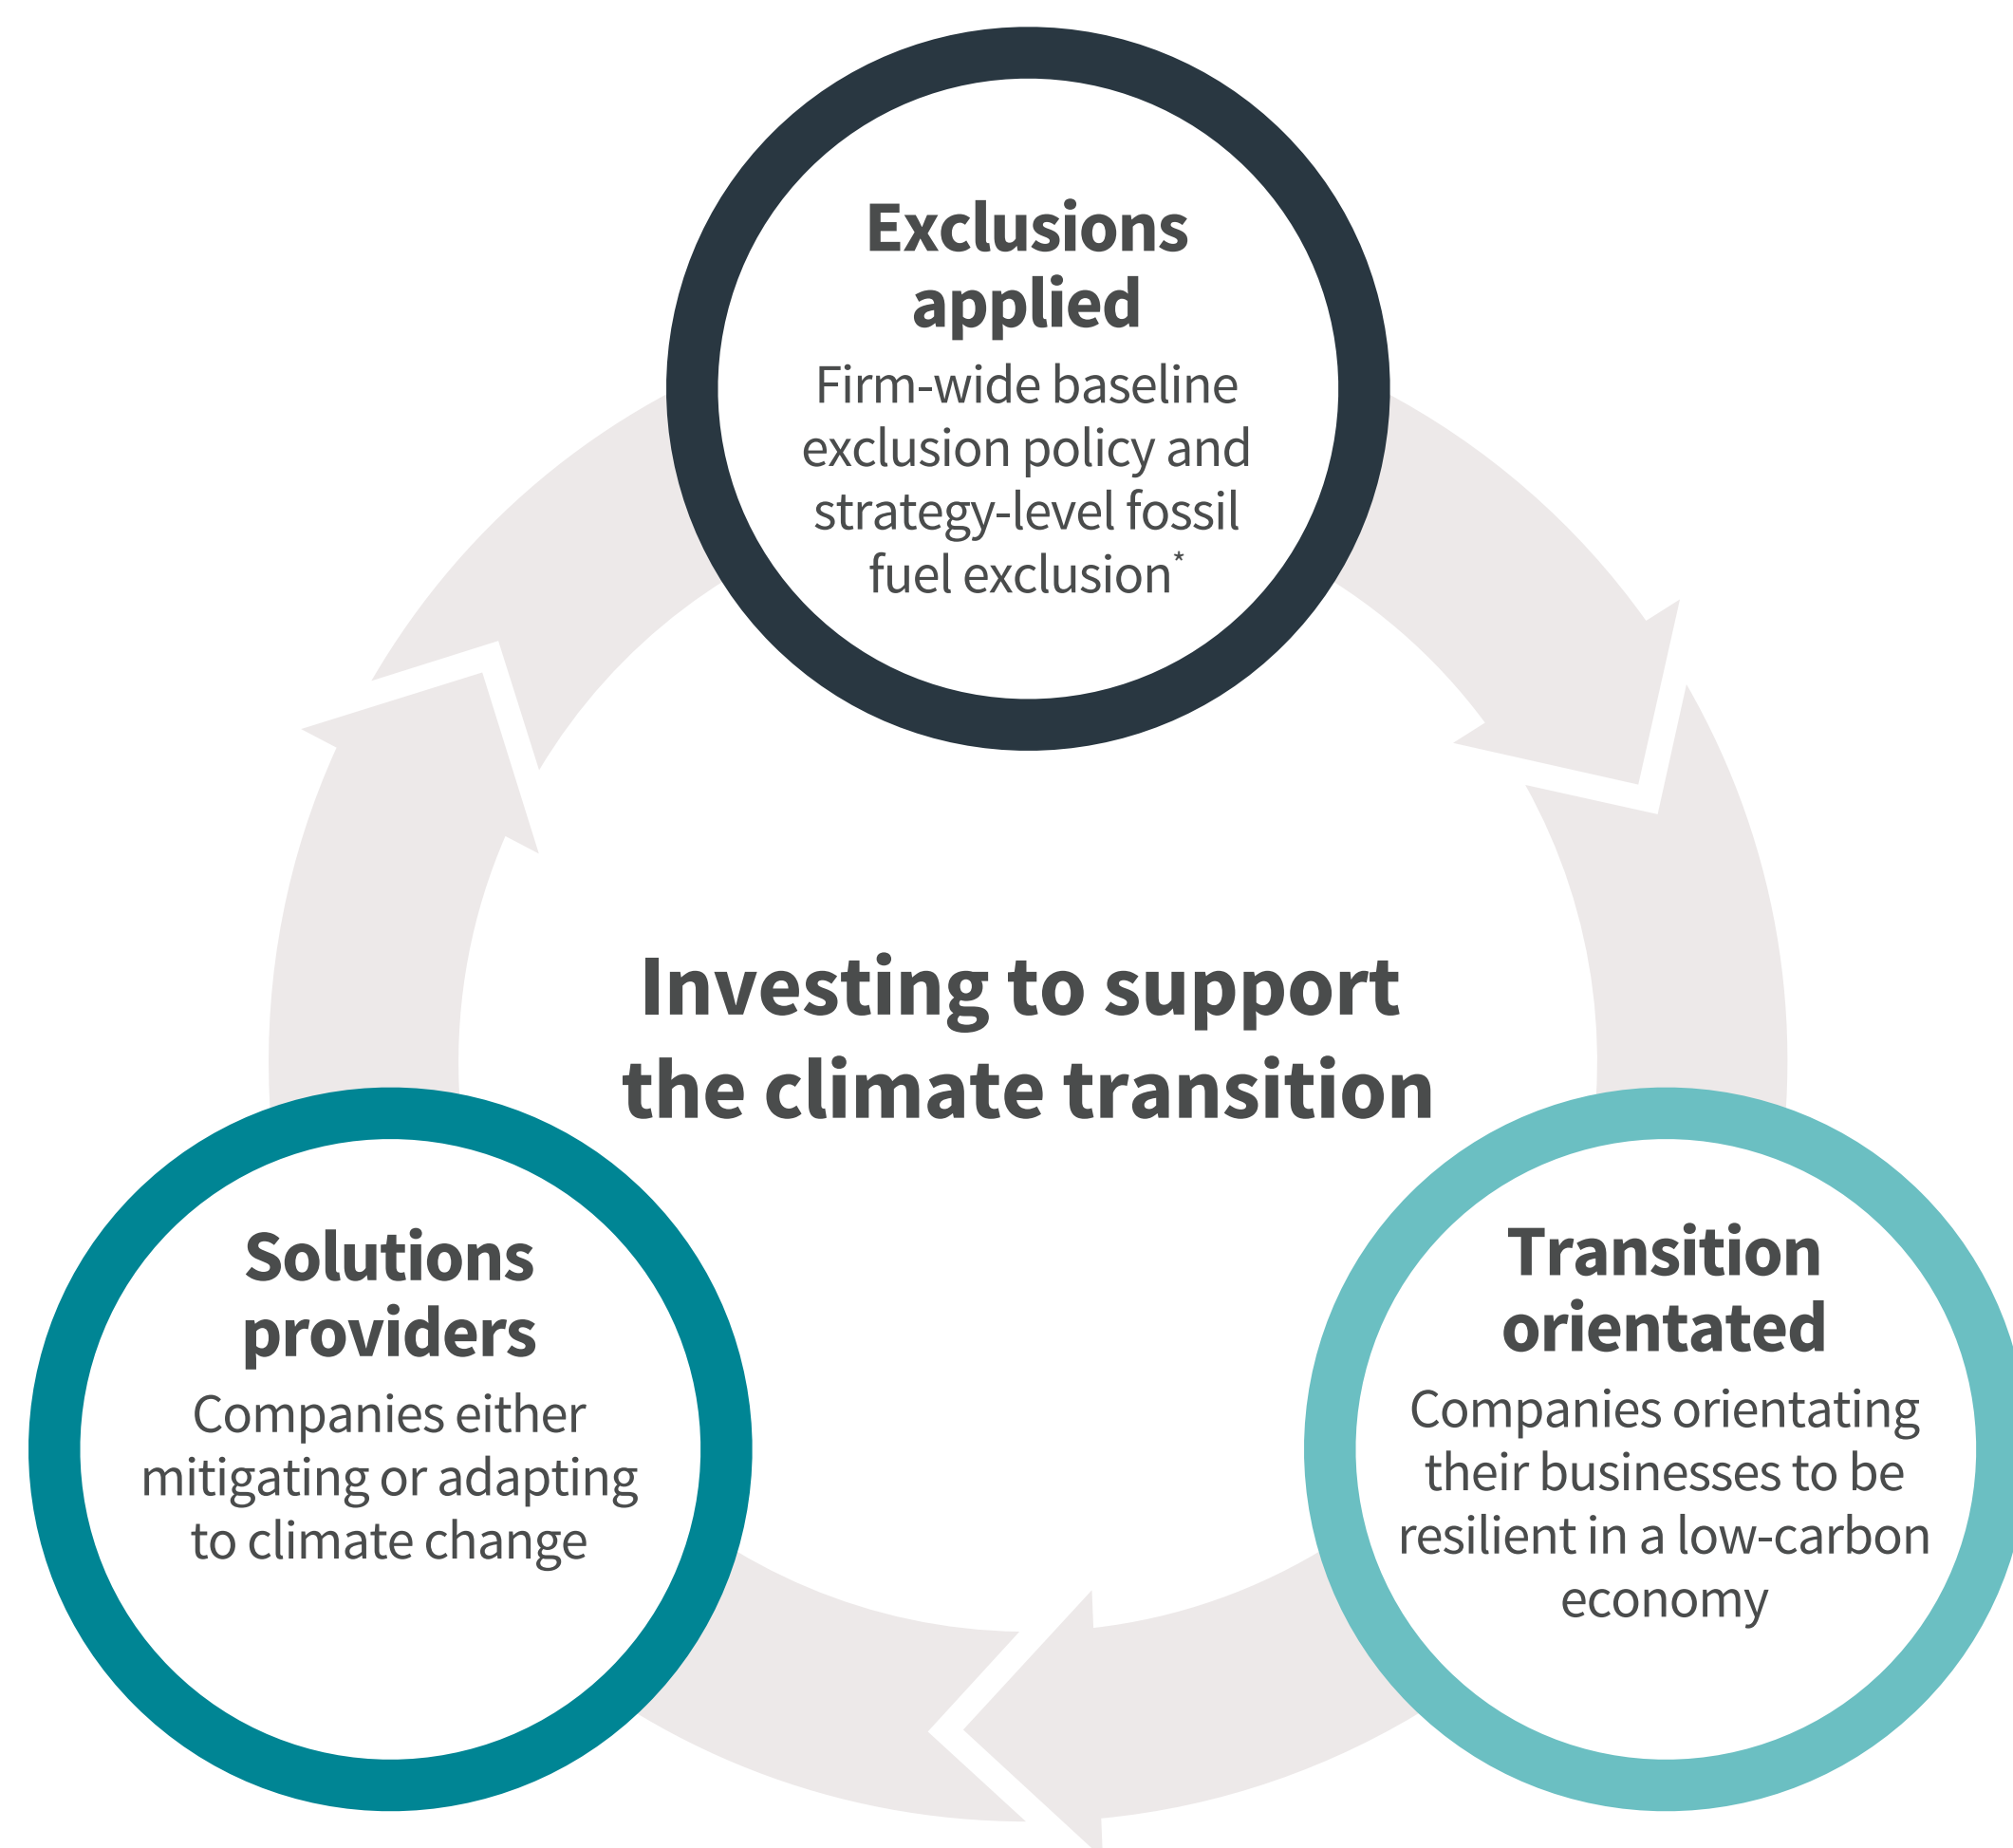 Exclusions
applied
Firm-wide baseline
exclusion policy and
strategy-level fossil
fuel exclusion*
Investing to support
the climate transition
Solutions
providers
Companies either
mitigating or adapting
to climate change
Transition
orientated
Companies orientating
their businesses to be
resilient in a low-carbon
economy